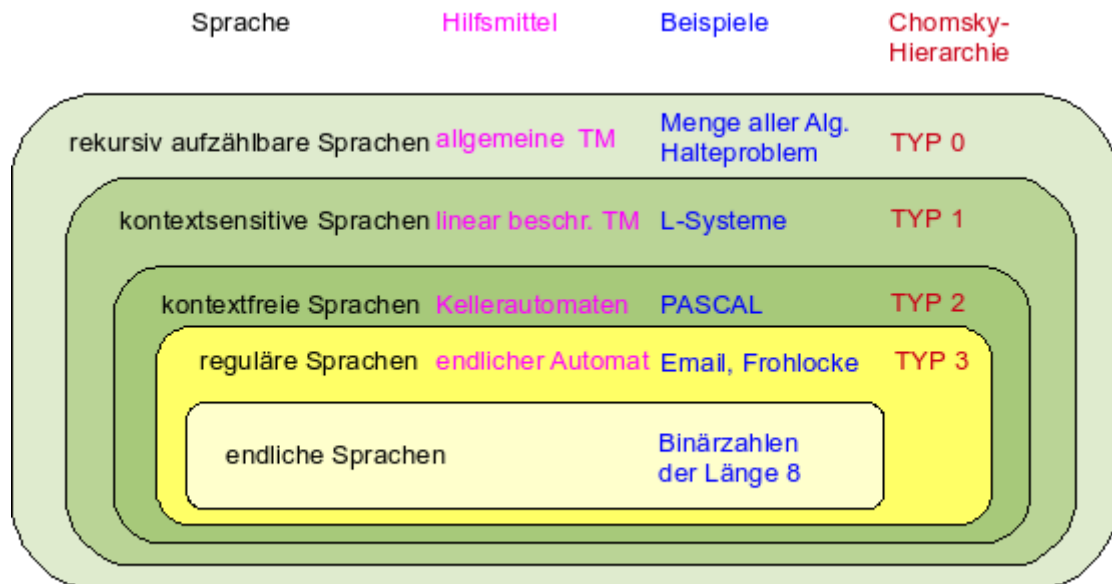 Sprache Hilfsmittel Beispiele Chomsky-
Hierarchie
rekursiv aufzählbare Sprachen allgemeine TM Menge aller Alg.
Halteproblem TYP 0
kontextsensitive Sprachen linear beschr. TM L-Systeme TYP 1
kontextfreie Sprachen Kellerautomaten PASCAL TYP 2
reguläre Sprachen endlicher Automat Email, Frohlocke TYP 3
endliche Sprachen Binärzahlen
der Länge 8